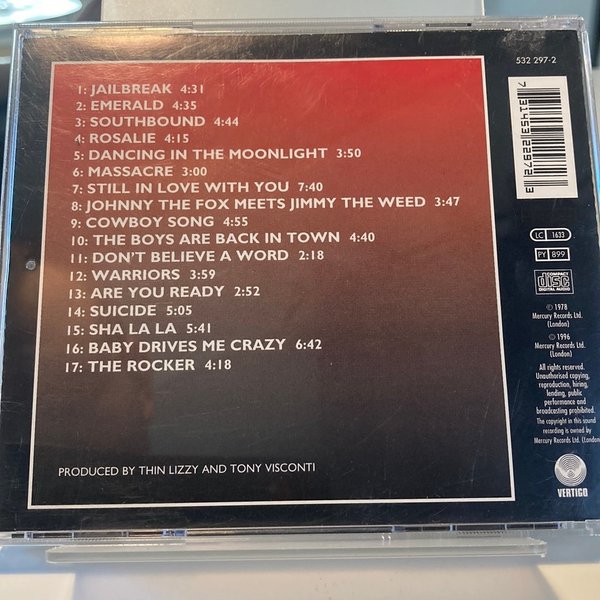 532 297-2
1: JAILBREAK 4:31
2: EMERALD 4:35
3: SOUTHBOUND 4:44
4: ROSALIE 4:15
5: DANCING IN THE MOONLIGHT 3:50
6: MASSACRE 3:00
7: STILL IN LOVE WITH YOU 7:40
8: JOHNNY THE FOX MEETS JIMMY THE WEED 3:47
9: COWBOY SONG 4:55
10: THE BOYS ARE BACK IN TOWN 4:40
11: DON'T BELIEVE A WORD 2:18
12: WARRIORS 3:59
13: ARE YOU READY 2:52
14: SUICIDE 5:05
15: SHA LA LA 5:41
16: BABY DRIVES ME CRAZY 6:42
17: THE ROCKER 4:18
PRODUCED BY THIN LIZZY AND TONY VISCONTI
7 31453 22972 3
LC 1633
PY 899
COMPACT
disc
DIGITAL AUDIO
℗ 1978
Mercury Records Ltd.
(London)
© 1996
Mercury Records Ltd.
(London)
All rights reserved.
Unauthorised copying,
reproduction, hiring,
lending, public
performance and
broadcasting prohibited.
The copyright in this sound
recording is owned by
Mercury Records Ltd. (London)
VERTIGO